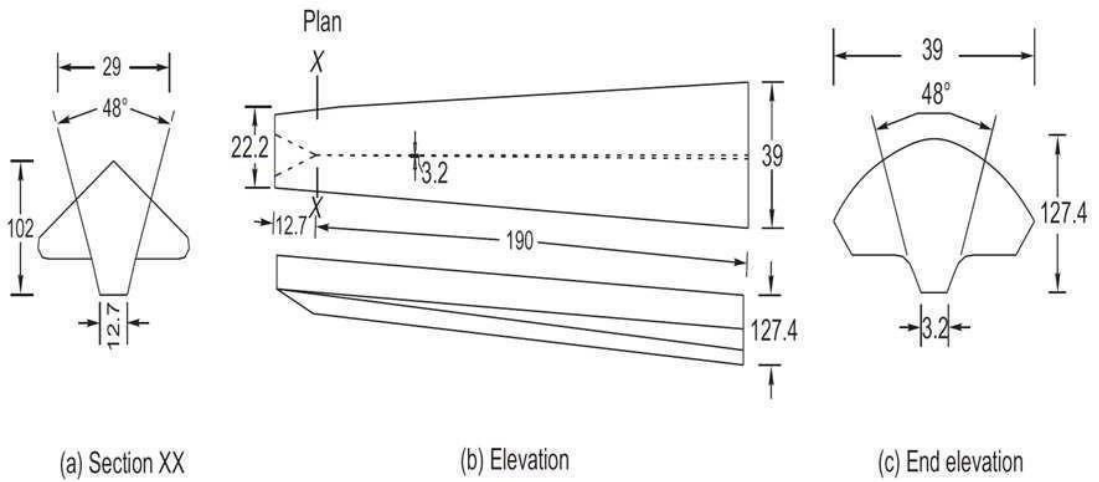 Plan
X
22.2
3.2
39
X
12.7
190
127.4
29
48°
102
12.7
39
48°
127.4
3.2
(a) Section XX
(b) Elevation
(c) End elevation